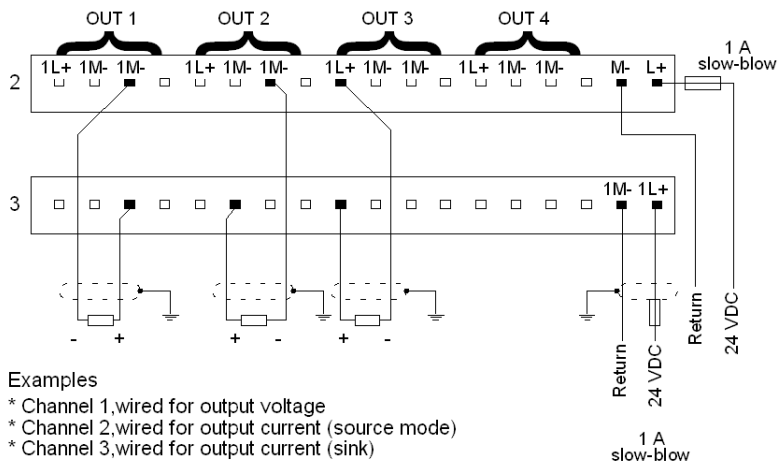 OUT 1 OUT 2 OUT 3 OUT 4
1 A
slow-blow
1L+ 1M- 1M- 1L+ 1M- 1M- 1L+ 1M- 1M- 1L+ 1M- 1M- M- L+
2
1M- 1L+
3
Return
24 VDC
- + + - + -
Return
24 VDC
Examples
* Channel 1,wired for output voltage
* Channel 2,wired for output current (source mode)
* Channel 3,wired for output current (sink)
1 A
slow-blow